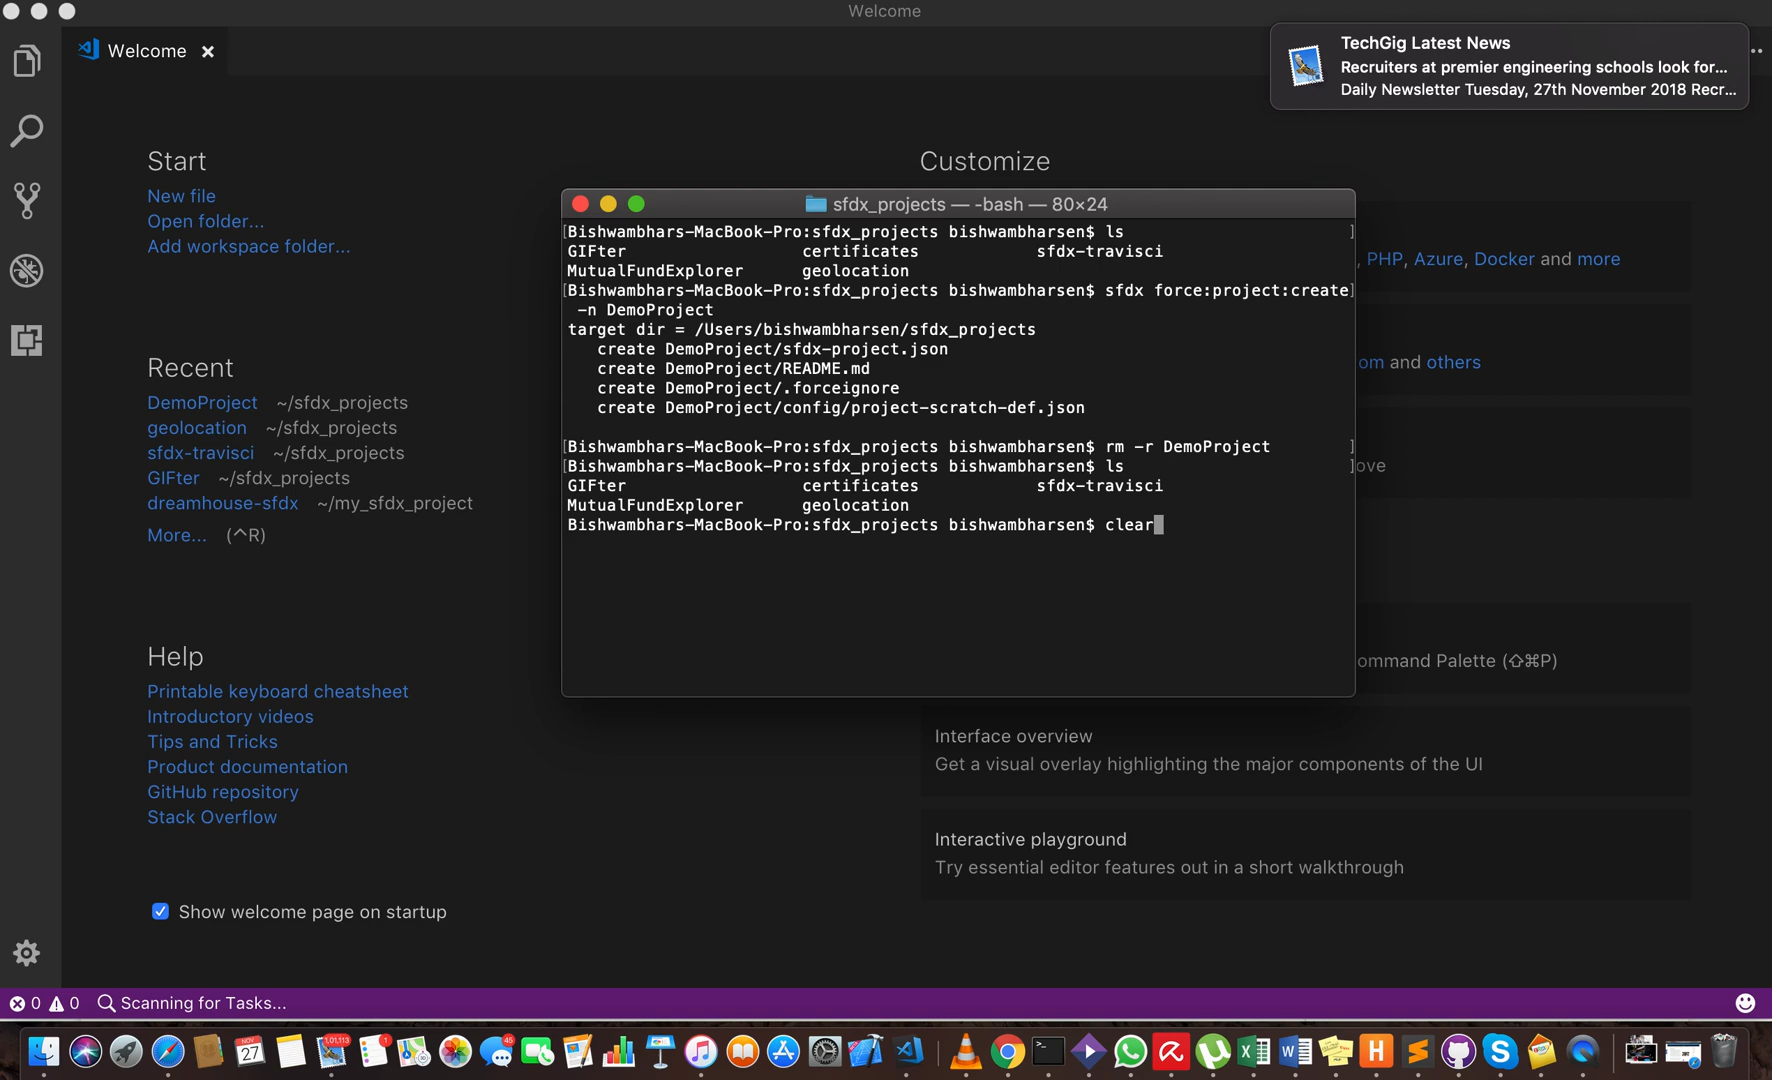 Welcome
Welcome
TechGig Latest News
Recruiters at premier engineering schools look for...
Daily Newsletter Tuesday, 27th November 2018 Recr...
Start
New file
Open folder...
Add workspace folder...
Recent
DemoProject ~/sfdx_projects
geolocation ~/sfdx_projects
sfdx-travisci ~/sfdx_projects
GIFter ~/sfdx_projects
dreamhouse-sfdx ~/my_sfdx_project
More... (^R)
Help
Printable keyboard cheatsheet
Introductory videos
Tips and Tricks
Product documentation
GitHub repository
Stack Overflow
Show welcome page on startup
Customize
, PHP, Azure, Docker and more
om and others
ove
ommand Palette (⇧⌘P)
Interface overview
Get a visual overlay highlighting the major components of the UI
Interactive playground
Try essential editor features out in a short walkthrough
sfdx_projects — -bash — 80×24
[Bishwambhars-MacBook-Pro:sfdx_projects bishwambharsen$ ls ]
GIFter certificates sfdx-travisci
MutualFundExplorer geolocation
[Bishwambhars-MacBook-Pro:sfdx_projects bishwambharsen$ sfdx force:project:create]
-n DemoProject
target dir = /Users/bishwambharsen/sfdx_projects
create DemoProject/sfdx-project.json
create DemoProject/README.md
create DemoProject/.forceignore
create DemoProject/config/project-scratch-def.json
[Bishwambhars-MacBook-Pro:sfdx_projects bishwambharsen$ rm -r DemoProject ]
[Bishwambhars-MacBook-Pro:sfdx_projects bishwambharsen$ ls ]
GIFter certificates sfdx-travisci
MutualFundExplorer geolocation
Bishwambhars-MacBook-Pro:sfdx_projects bishwambharsen$ clear
0 0 Scanning for Tasks...
NOV
27
1,01,113
1
45
H